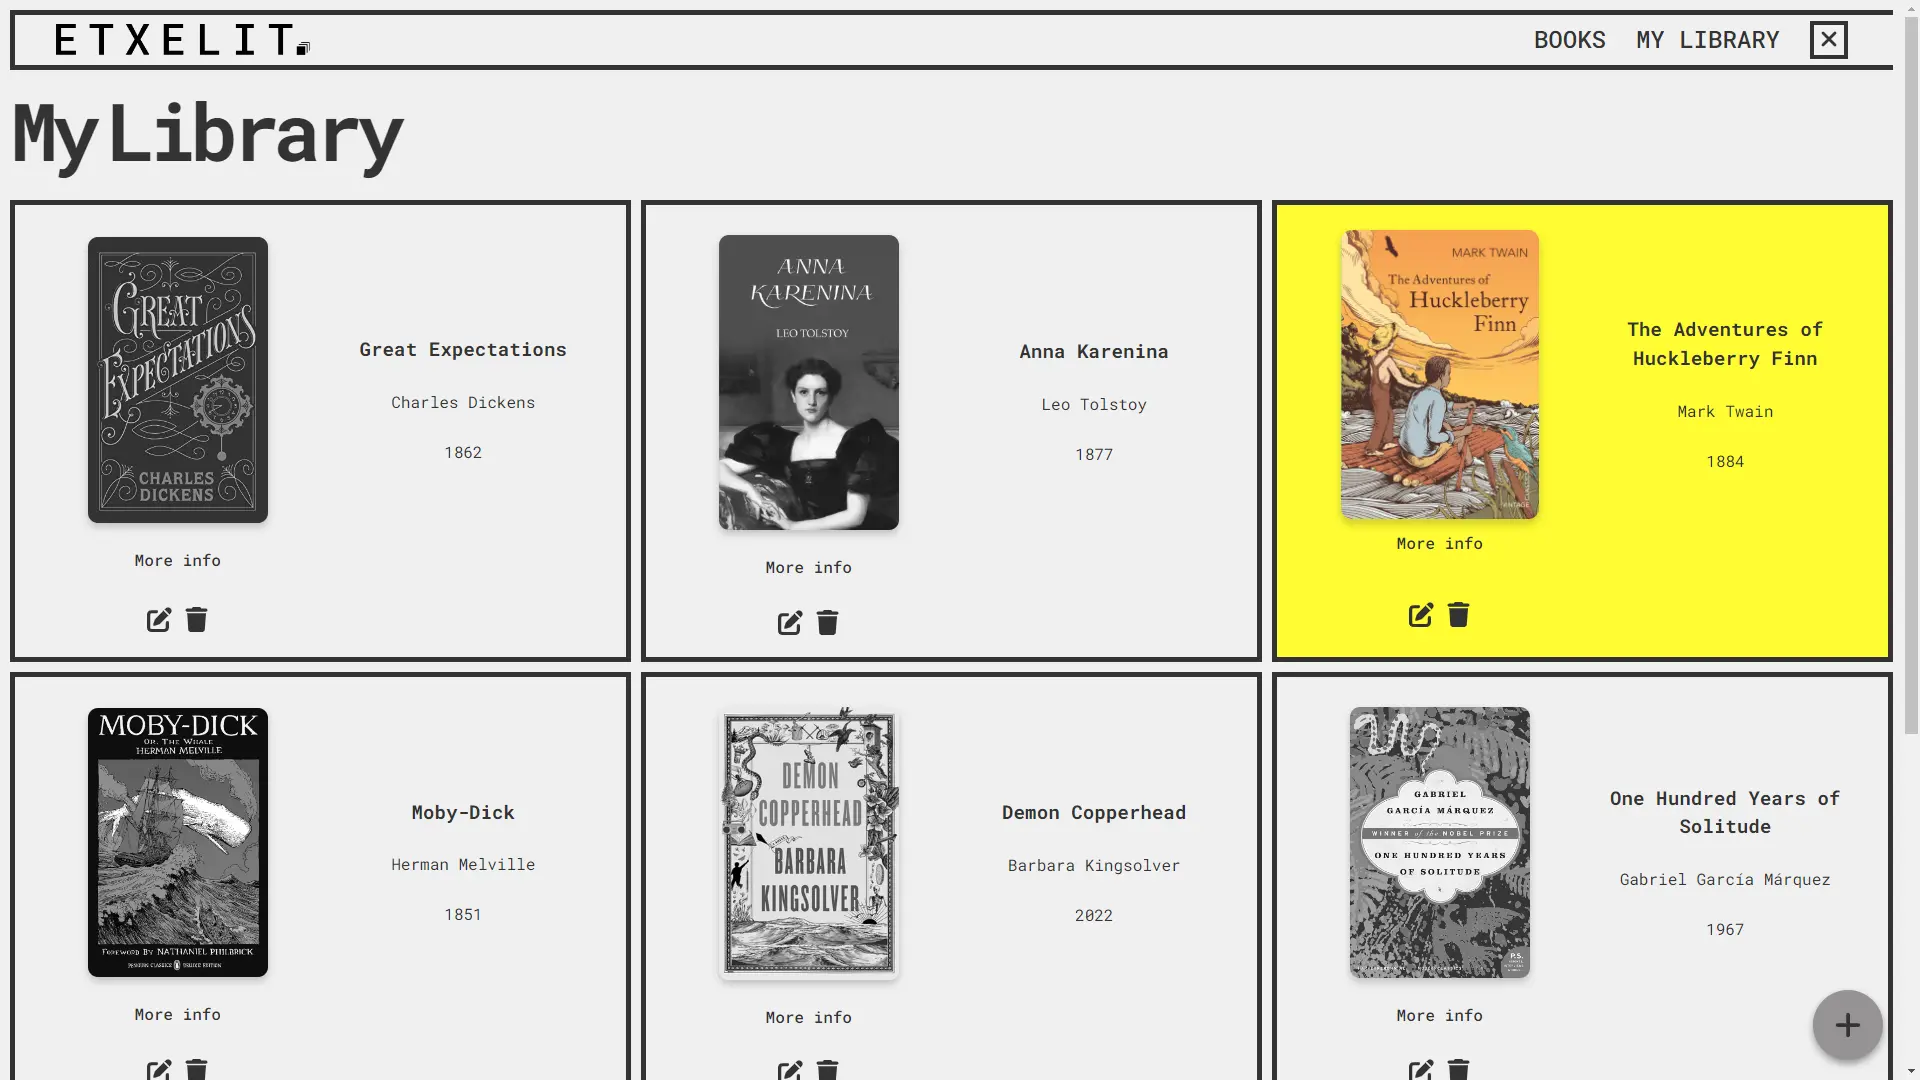 ETXELIT
BOOKS
MY LIBRARY
My Library
GREAT
EXPECTATIONS
CHARLES
DICKENS
Great Expectations
Charles Dickens
1862
More info
ANNA
KARENINA
LEO TOLSTOY
Anna Karenina
Leo Tolstoy
1877
More info
MARK TWAIN
The Adventures of
Huckleberry
Finn
The Adventures of
Huckleberry Finn
Mark Twain
1884
More info
MOBY-DICK
OR, THE WHALE
HERMAN MELVILLE
FOREWORD BY NATHANIEL PHILBRICK
PENGUIN CLASSICS DELUXE EDITION
Moby-Dick
Herman Melville
1851
More info
DEMON
COPPERHEAD
BARBARA
KINGSOLVER
Demon Copperhead
Barbara Kingsolver
2022
More info
GABRIEL
GARCÍA MÁRQUEZ
WINNER of the NOBEL PRIZE
ONE HUNDRED YEARS
OF SOLITUDE
P.S.
One Hundred Years of
Solitude
Gabriel García Márquez
1967
More info